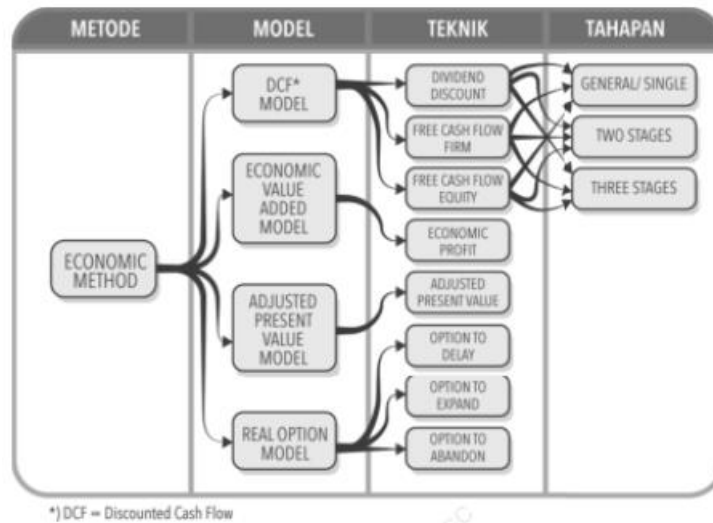 METODE
MODEL
TEKNIK
TAHAPAN
ECONOMIC
METHOD
DCF*
MODEL
ECONOMIC
VALUE
ADDED
MODEL
ADJUSTED
PRESENT
VALUE
MODEL
REAL OPTION
MODEL
DIVIDEND
DISCOUNT
FREE CASH FLOW
FIRM
FREE CASH FLOW
EQUITY
ECONOMIC
PROFIT
ADJUSTED
PRESENT VALUE
OPTION TO
DELAY
OPTION TO
EXPAND
OPTION TO
ABANDON
GENERAL/ SINGLE
TWO STAGES
THREE STAGES
*) DCF = Discounted Cash Flow